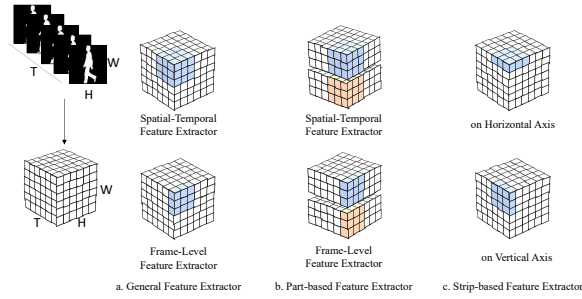 W
T
H
Spatial-Temporal
Feature Extractor
Spatial-Temporal
Feature Extractor
on Horizontal Axis
W
T
H
Frame-Level
Feature Extractor
Frame-Level
Feature Extractor
on Vertical Axis
a. General Feature Extractor
b. Part-based Feature Extractor
c. Strip-based Feature Extractor